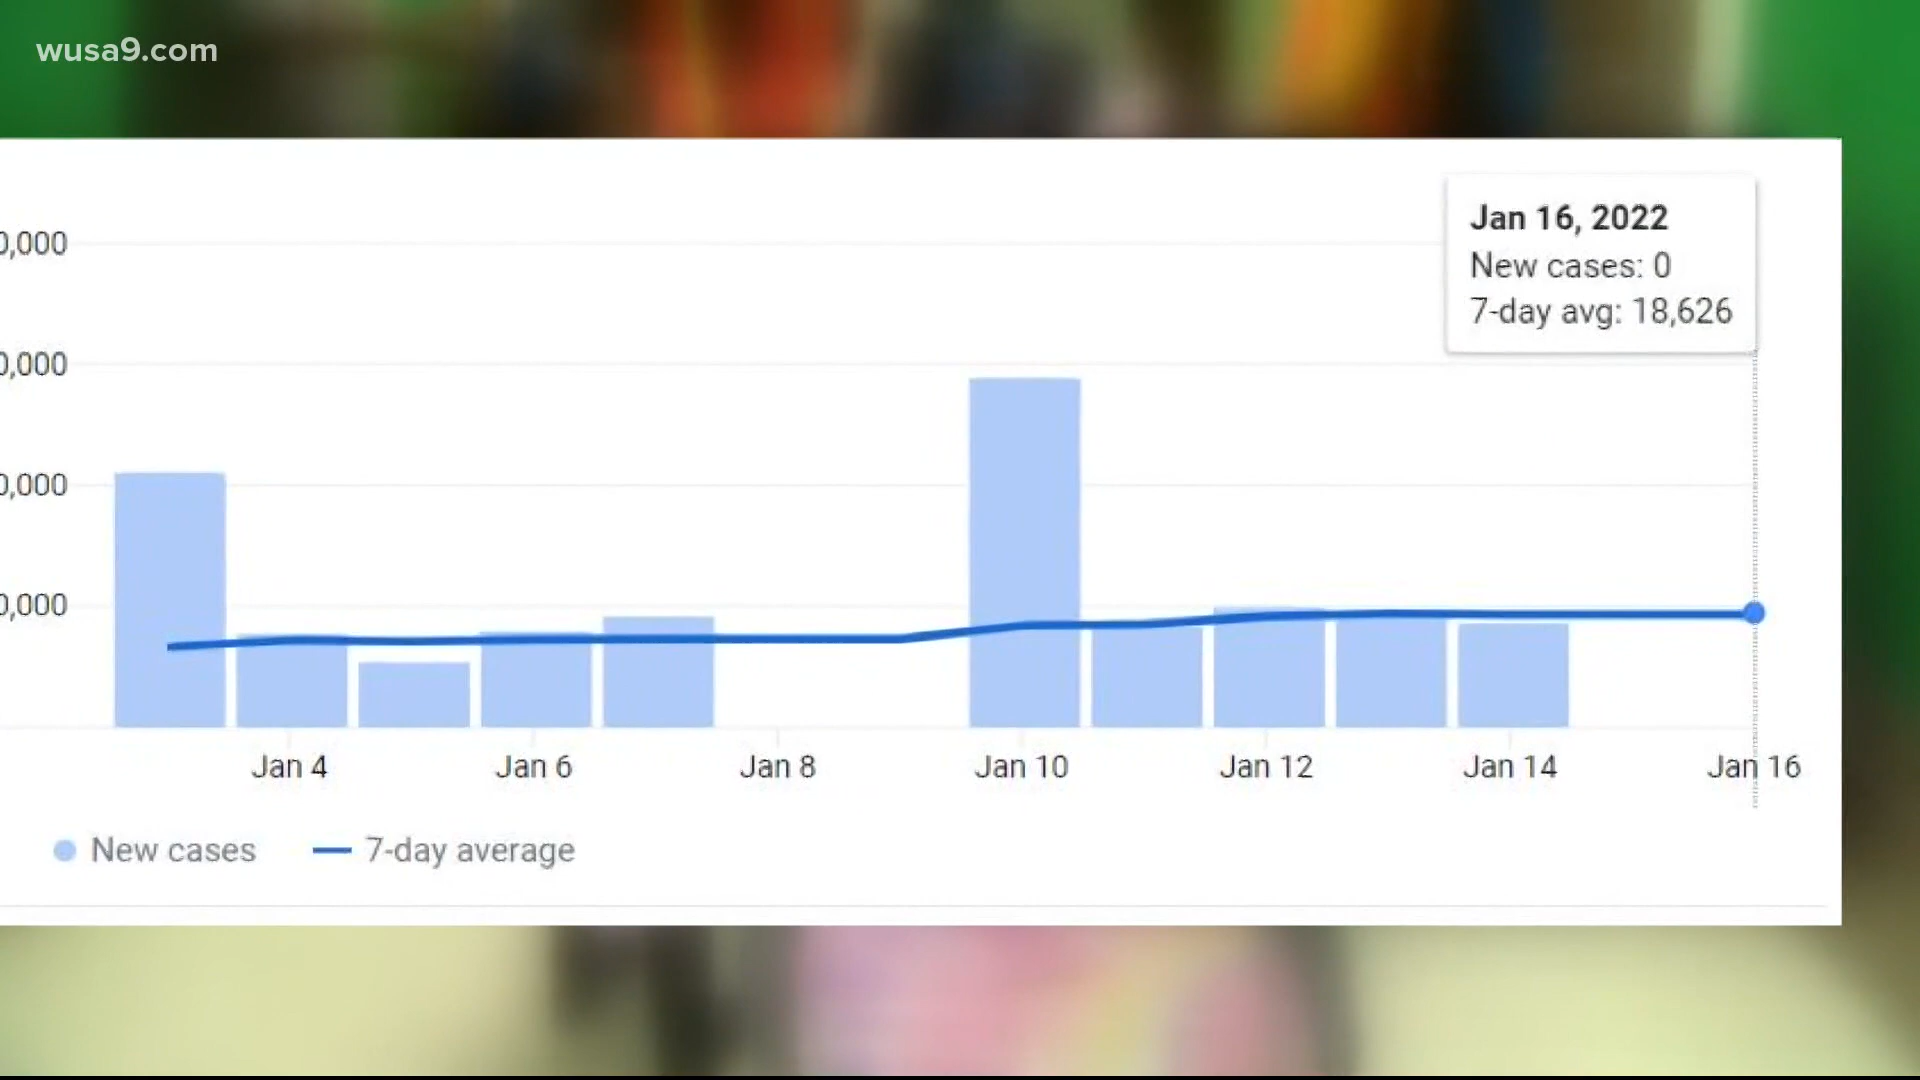 wusa9.com
0,000
0,000
0,000
0,000
Jan 16, 2022
New cases: 0
7-day avg: 18,626
Jan 4
Jan 6
Jan 8
Jan 10
Jan 12
Jan 14
Jan 16
New cases
7-day average